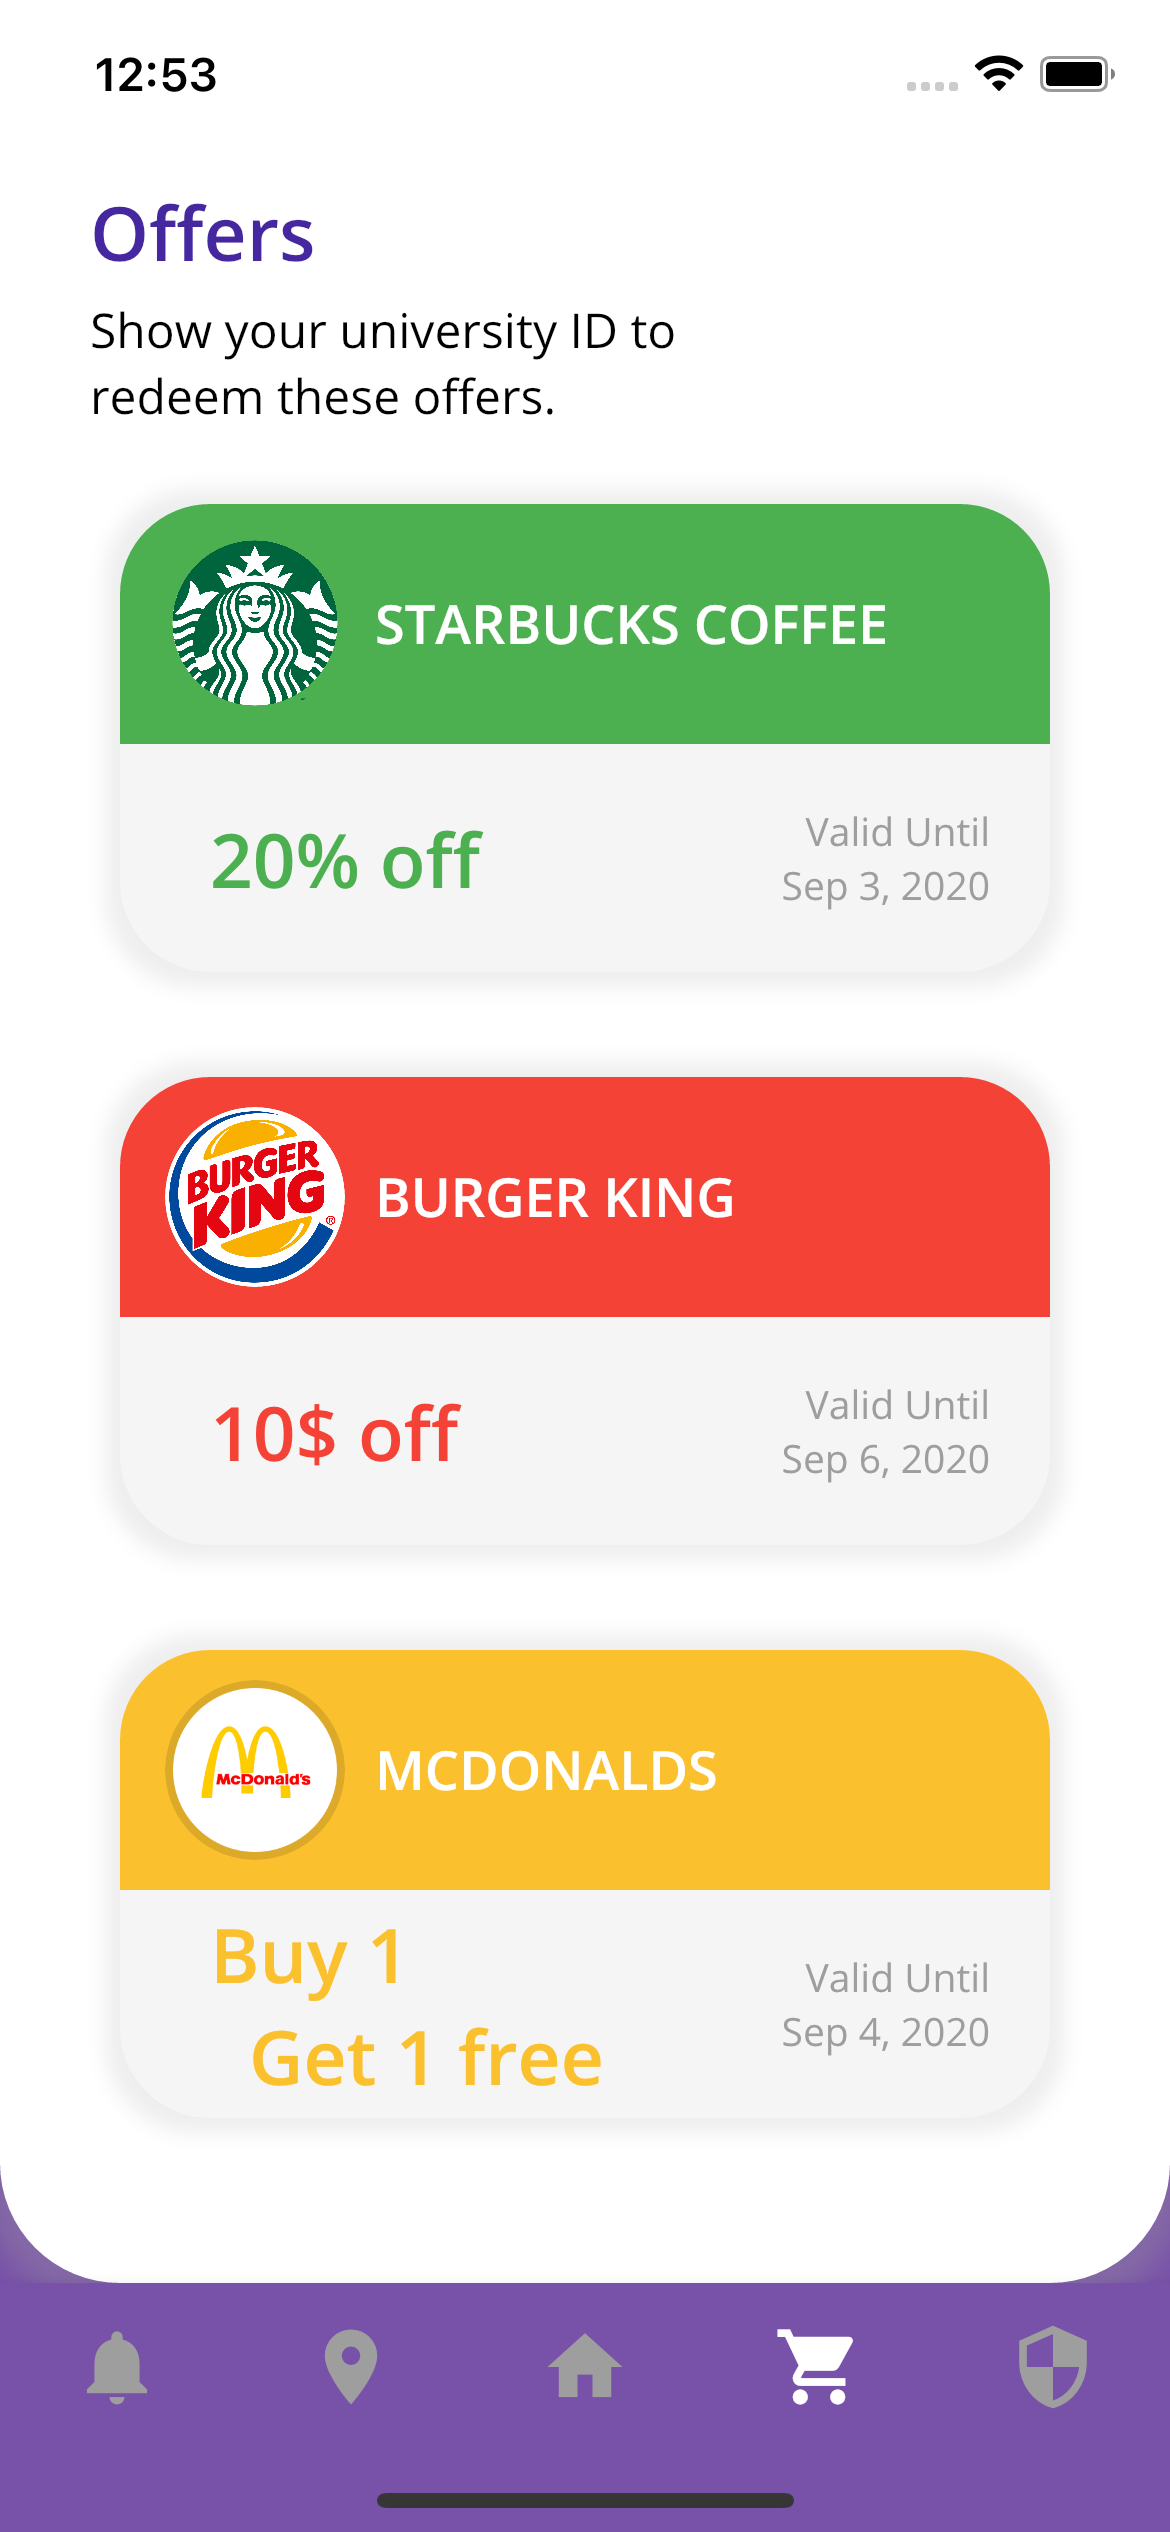 12:53
Offers
Show your university ID to
redeem these offers.
STARBUCKS COFFEE
20% off
Valid Until
Sep 3, 2020
BURGER
KING
®
BURGER KING
10$ off
Valid Until
Sep 6, 2020
McDonald's
MCDONALDS
Buy 1
Get 1 free
Valid Until
Sep 4, 2020